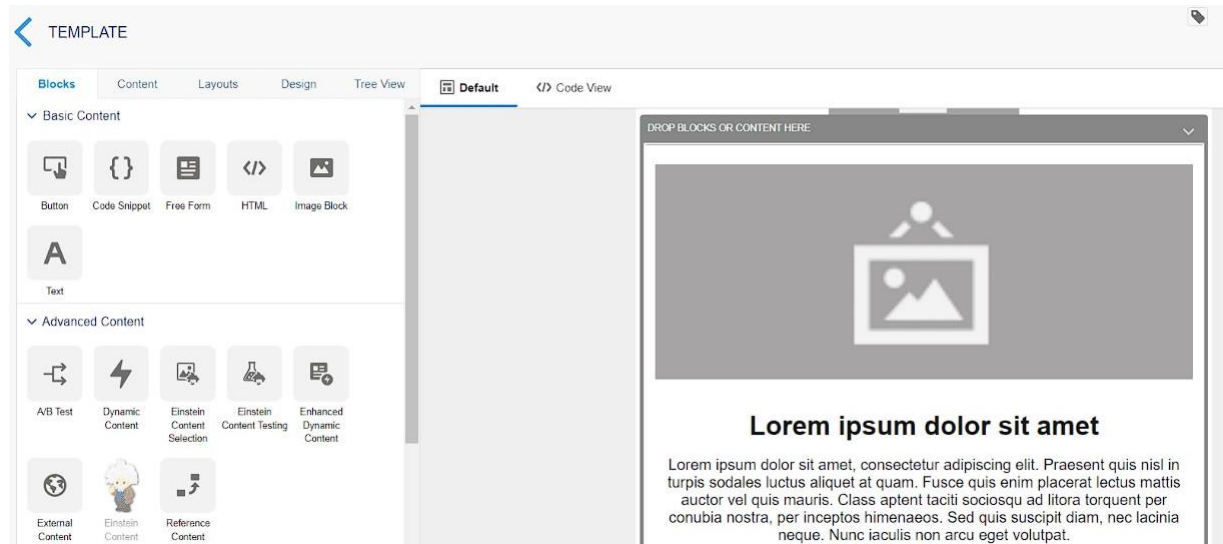 TEMPLATE
Blocks Content Layouts Design Tree View
Default </> Code View
Basic Content
DROP BLOCKS OR CONTENT HERE
Button Code Snippet Free Form HTML Image Block
Text
Advanced Content
A/B Test Dynamic Content Einstein Content Selection Einstein Content Testing Enhanced Dynamic Content
External Content Einstein Content Reference Content
Lorem ipsum dolor sit amet
Lorem ipsum dolor sit amet, consectetur adipiscing elit. Praesent quis nisl in
turpis sodales luctus aliquet at quam. Fusce quis enim placerat lectus mattis
auctor vel quis mauris. Class aptent taciti sociosqu ad litora torquent per
conubia nostra, per inceptos himenaeos. Sed quis suscipit diam, nec lacinia
neque. Nunc iaculis non arcu eget volutpat.